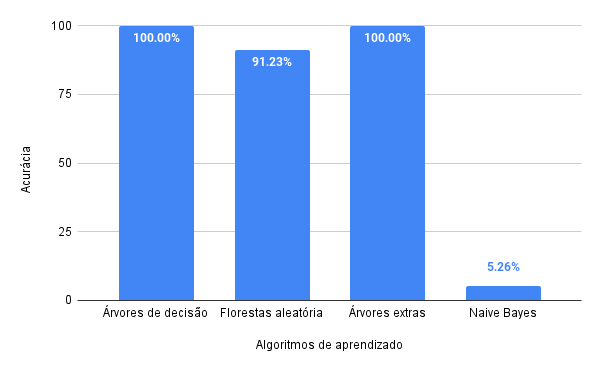 100
75
50
25
0
Acurácia
100.00%
91.23%
100.00%
5.26%
Árvores de decisão
Florestas aleatória
Árvores extras
Naive Bayes
Algoritmos de aprendizado